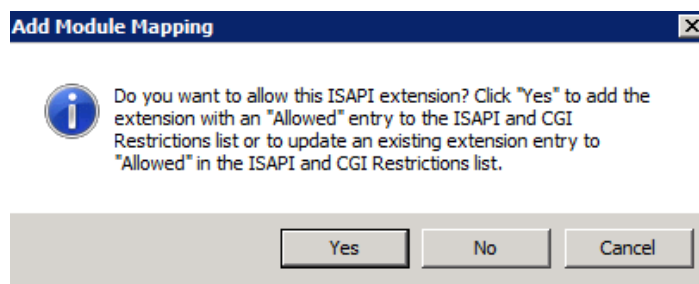 Add Module Mapping
Do you want to allow this ISAPI extension? Click "Yes" to add the
extension with an "Allowed" entry to the ISAPI and CGI
Restrictions list or to update an existing extension entry to
"Allowed" in the ISAPI and CGI Restrictions list.
Yes No Cancel